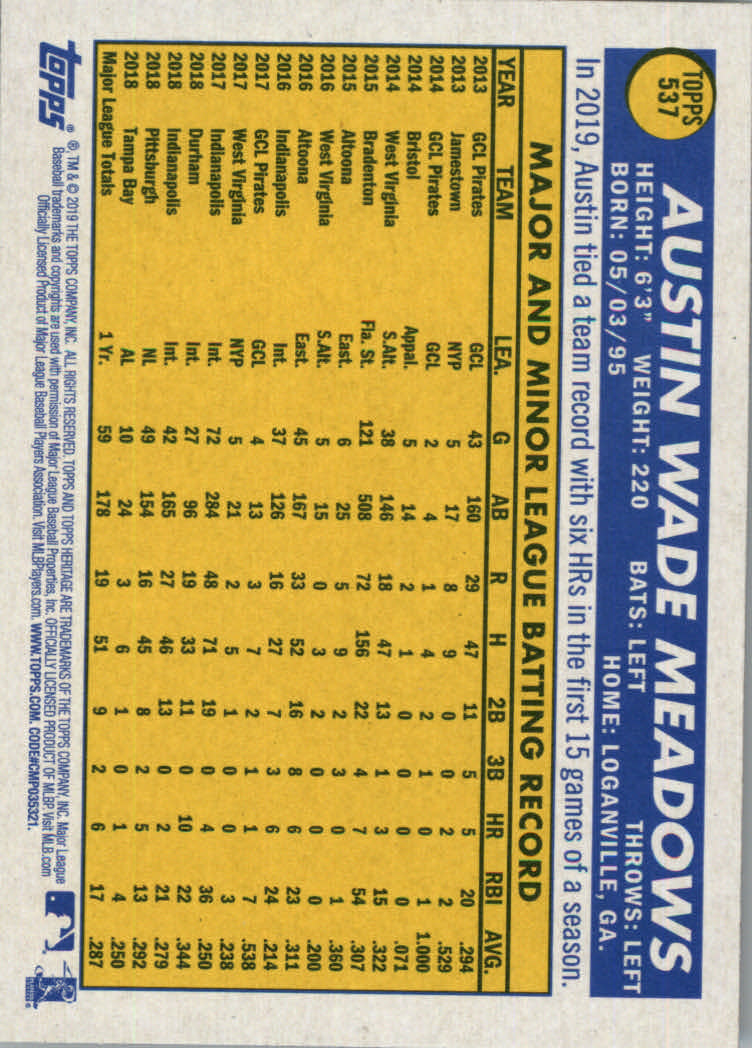 TOPPS
537
AUSTIN WADE MEADOWS
HEIGHT: 6'3" WEIGHT: 220 BATS: LEFT THROWS: LEFT
BORN: 05/03/95 HOME: LOGANVILLE, GA.
In 2019, Austin tied a team record with six HRs in the first 15 games of a season.
MAJOR AND MINOR LEAGUE BATTING RECORD
YEAR TEAM LEA. G AB R H 2B 3B HR RBI AVG.
2013 GCL Pirates GCL 43 160 29 47 11 5 5 20 .294
2013 Jamestown NYP 5 17 8 9 0 0 2 2 .529
2014 GCL Pirates GCL 2 4 1 4 2 1 0 1 1.000
2014 Bristol Appal. 5 14 2 1 0 0 0 0 .071
2014 West Virginia S.Atl. 38 146 18 47 13 1 3 15 .322
2015 Bradenton Fla. St. 121 508 72 156 22 4 7 54 .307
2015 Altoona East. 6 25 5 9 2 3 0 1 .360
2016 West Virginia S.Atl. 5 15 0 3 2 0 0 0 .200
2016 Altoona East. 45 167 33 52 16 8 6 23 .311
2016 Indianapolis Int. 37 126 16 27 7 3 6 24 .214
2017 GCL Pirates GCL 4 13 3 7 2 1 1 7 .538
2017 West Virginia NYP 5 21 2 5 1 0 0 3 .238
2017 Indianapolis Int. 72 284 48 71 19 0 4 36 .250
2018 Durham Int. 27 96 19 33 11 0 10 22 .344
2018 Indianapolis Int. 42 165 27 46 13 0 2 21 .279
2018 Pittsburgh NL 49 154 16 45 8 2 5 13 .292
2018 Tampa Bay AL 10 24 3 6 1 0 1 4 .250
Major League Totals 1 Yr. 59 178 19 51 9 2 6 17 .287
topps
®, TM & © 2019 THE TOPPS COMPANY, INC. ALL RIGHTS RESERVED. TOPPS AND TOPPS HERITAGE ARE TRADEMARKS OF THE TOPPS COMPANY, INC. Major League
Baseball trademarks and copyrights are used with permission of Major League Baseball Properties, Inc. OFFICIALLY LICENSED PRODUCT OF MLBP. Visit MLB.com
Officially Licensed Product of Major League Baseball Players Association. Visit MLBPlayers.com. WWW.TOPPS.COM. CODE#CMP035321.